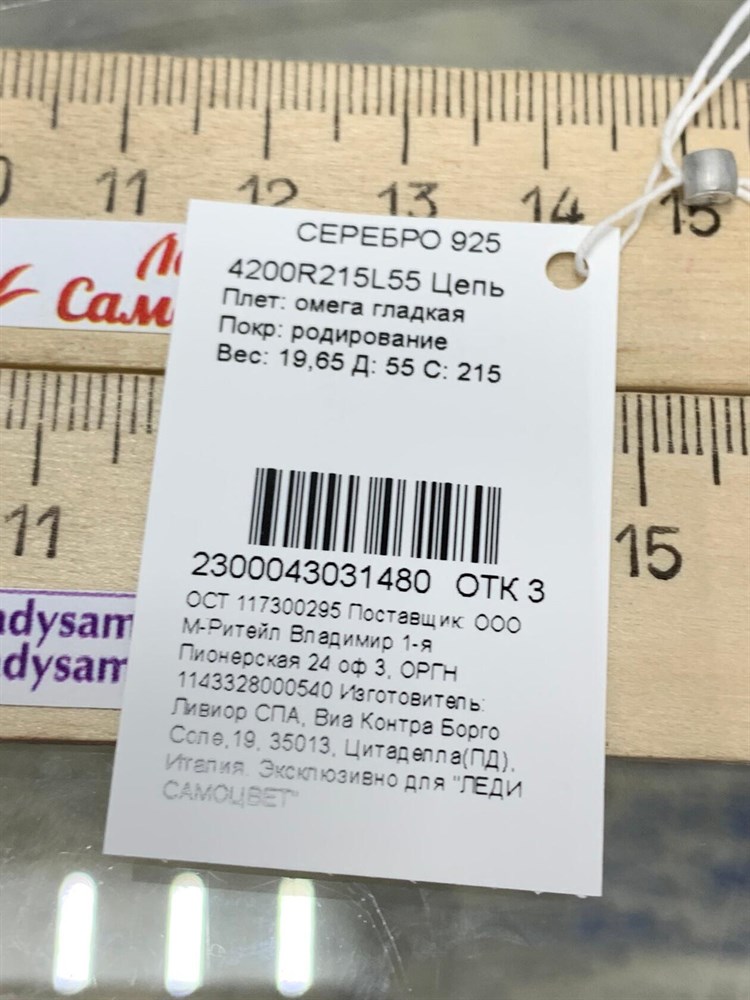 11 12 13 14 15
Сам
СЕРЕБРО 925
4200R215L55 Цепь
Плет: омега гладкая
Покр: родирование
Вес: 19,65 Д: 55 С: 215
2300043031480 ОТК 3
ОСТ 117300295 Поставщик: ООО
М-Ритейл Владимир 1-я
Пионерская 24 оф 3, ОРГН
1143328000540 Изготовитель:
Ливиор СПА, Виа Контра Борго
Соле,19, 35013, Цитаделла(ПД),
Италия. Эксклюзивно для "ЛЕДИ
САМОЦВЕТ"
11 15
adysam
adysam